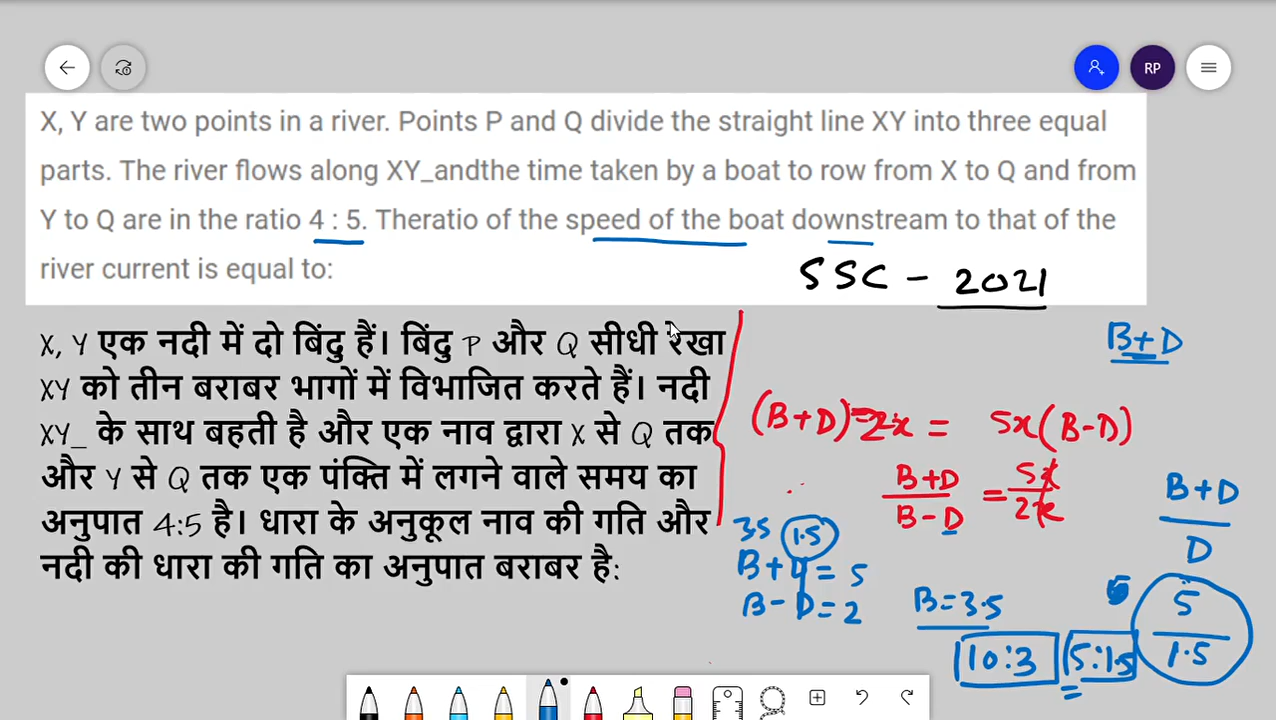 RP
X, Y are two points in a river. Points P and Q divide the straight line XY into three equal
parts. The river flows along XY_andthe time taken by a boat to row from X to Q and from
Y to Q are in the ratio 4 : 5. Theratio of the speed of the boat downstream to that of the
river current is equal to:
SSC - 2021
X, Y एक नदी में दो बिंदु हैं। बिंदु P और Q सीधी रेखा
XY को तीन बराबर भागों में विभाजित करते हैं। नदी
XY_ के साथ बहती है और एक नाव द्वारा X से Q तक
और Y से Q तक एक पंक्ति में लगने वाले समय का
अनुपात 4:5 है। धारा के अनुकूल नाव की गति और
नदी की धारा की गति का अनुपात बराबर है:
B+D
(B+D)=2x = 5x(B-D)
B+D
B-D
=
5x
2x
B+D
D
3.5 1.5
B+D = 5
B-D = 2
B=3.5
5
5
1.5
10:3
5:1.5